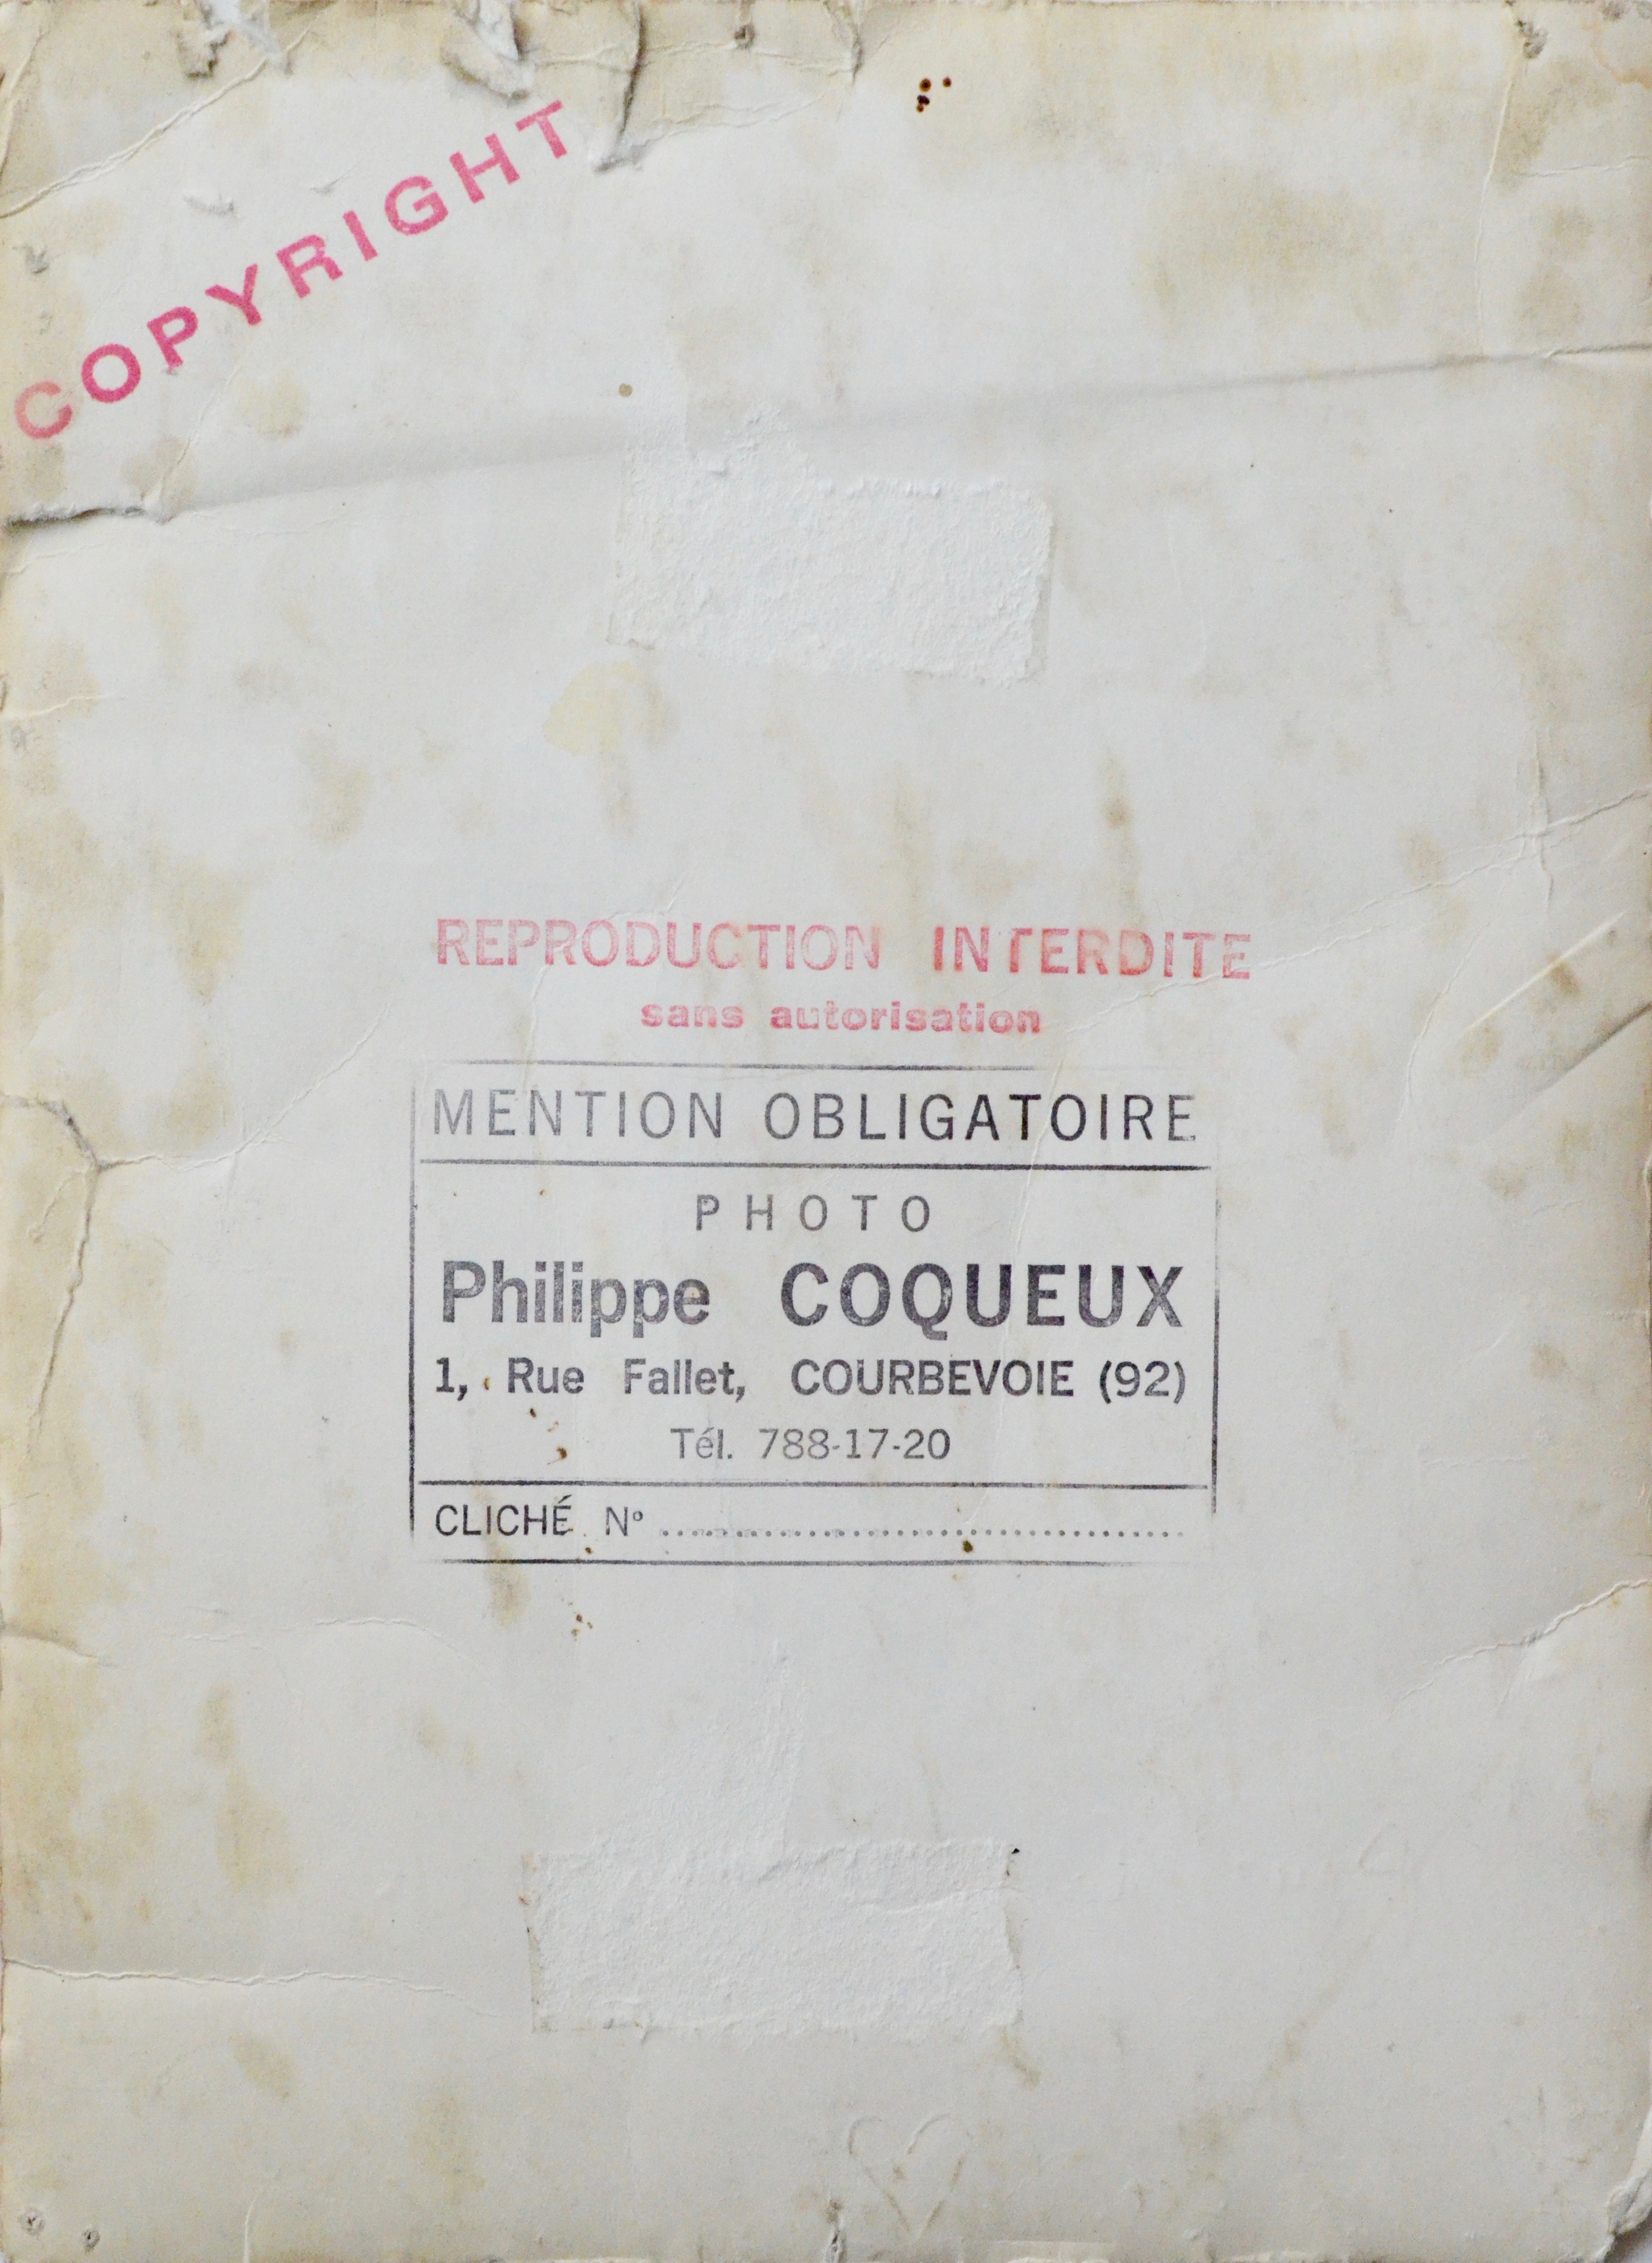 COPYRIGHT
REPRODUCTION INTERDITE
sans autorisation
MENTION OBLIGATOIRE
PHOTO
Philippe COQUEUX
1, Rue Fallet, COURBEVOIE (92)
Tél. 788-17-20
CLICHÉ Nº ........................................